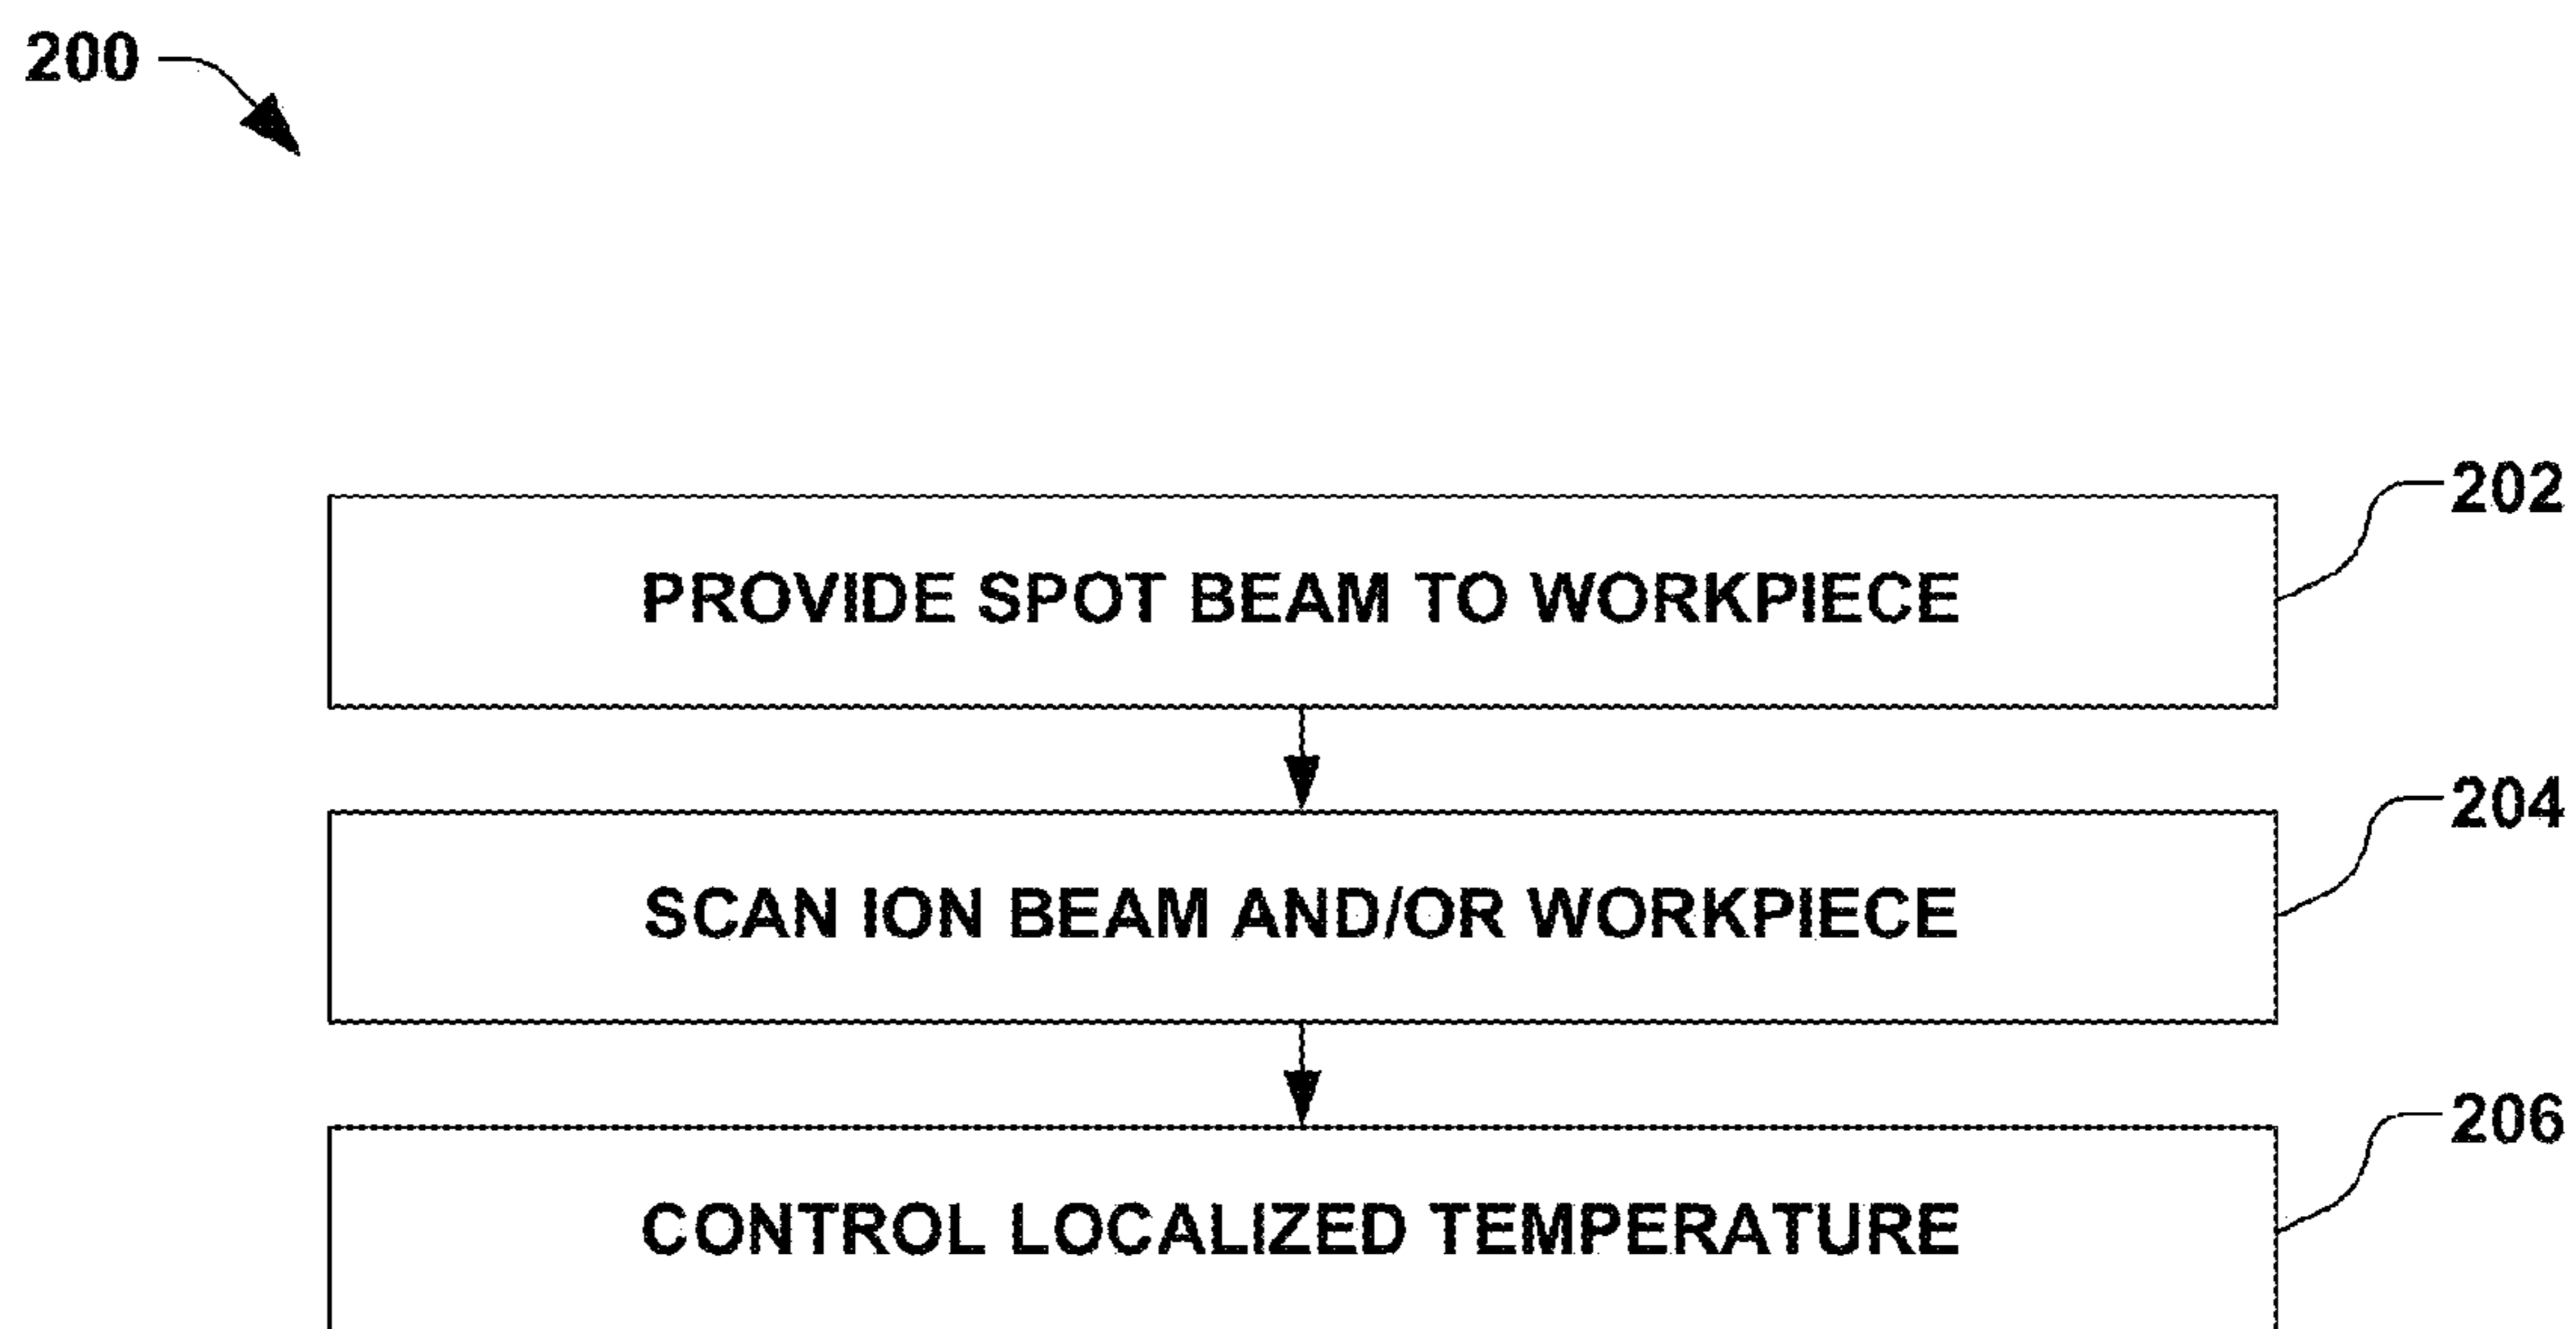 200
202
PROVIDE SPOT BEAM TO WORKPIECE
204
SCAN ION BEAM AND/OR WORKPIECE
206
CONTROL LOCALIZED TEMPERATURE